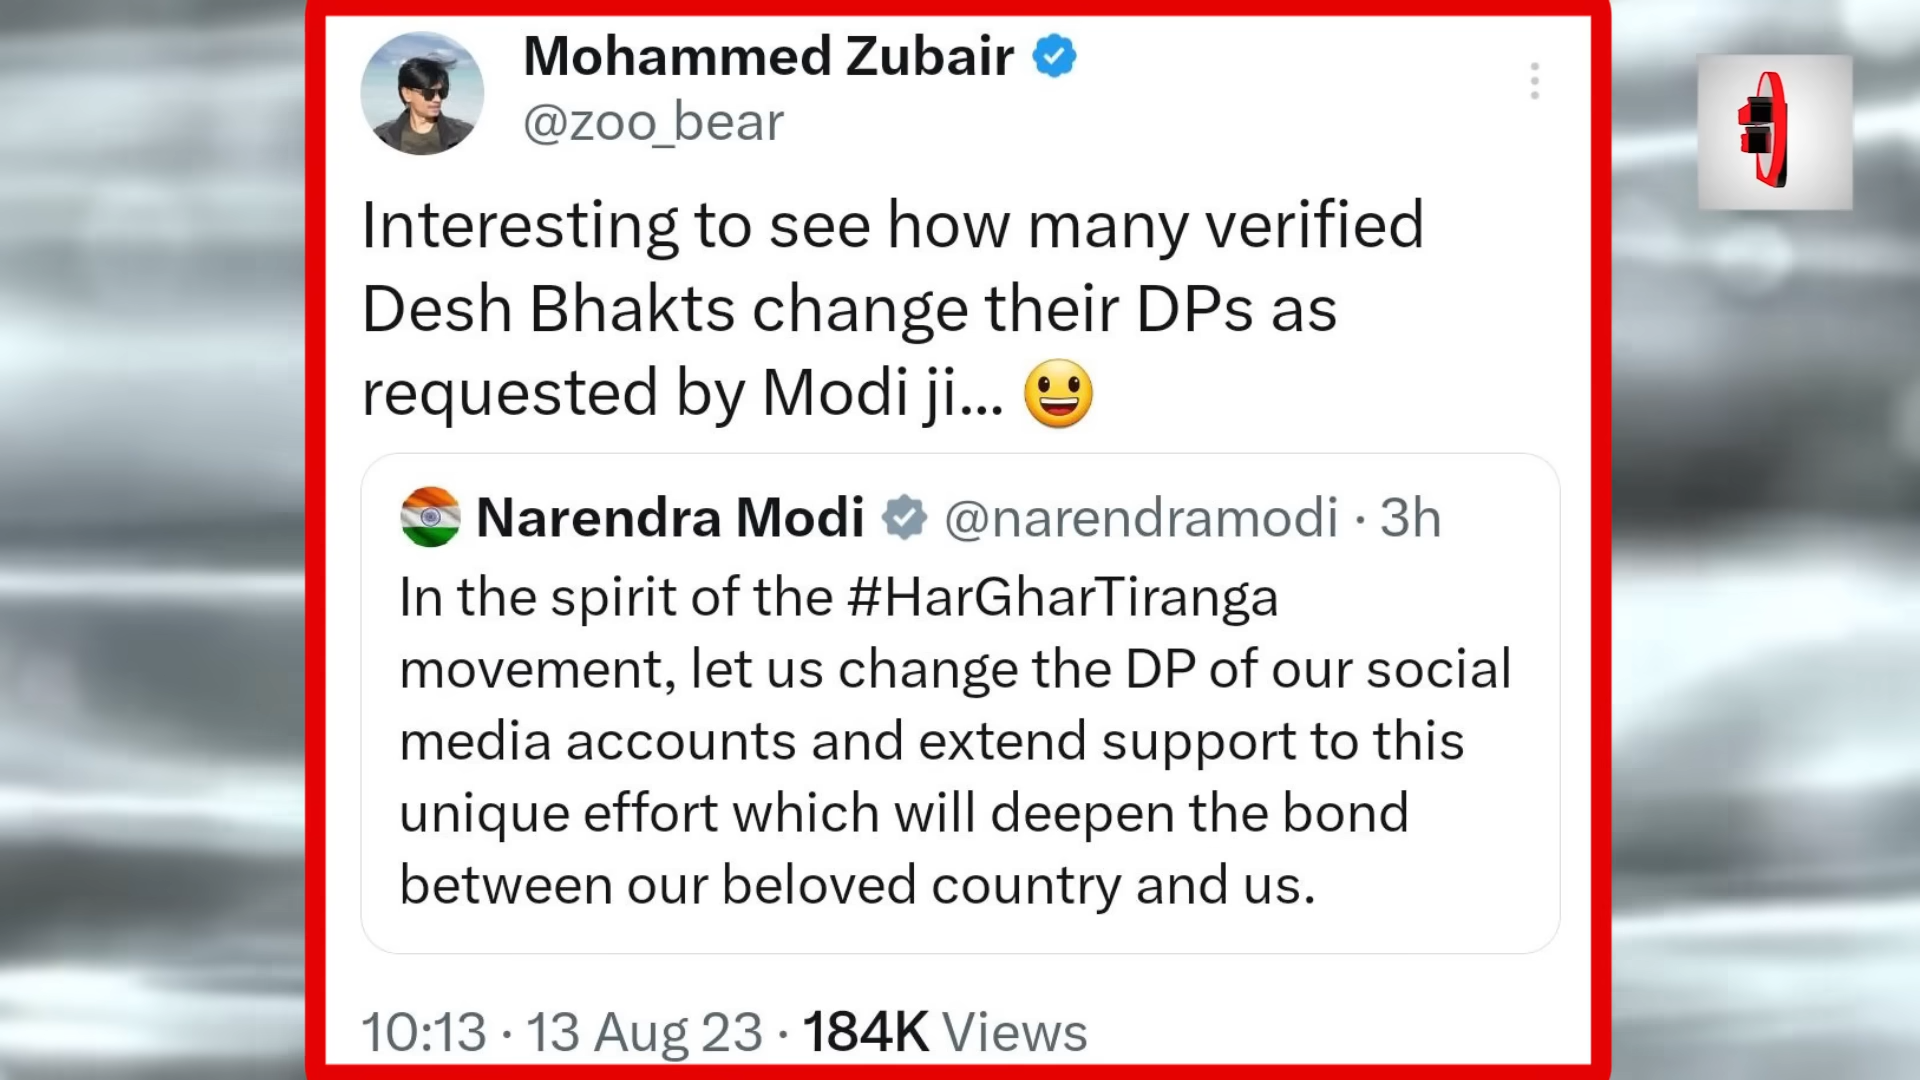 Mohammed Zubair
@zoo_bear
Interesting to see how many verified
Desh Bhakts change their DPs as
requested by Modi ji... 😃
Narendra Modi @narendramodi · 3h
In the spirit of the #HarGharTiranga
movement, let us change the DP of our social
media accounts and extend support to this
unique effort which will deepen the bond
between our beloved country and us.
10:13 · 13 Aug 23 · 184K Views